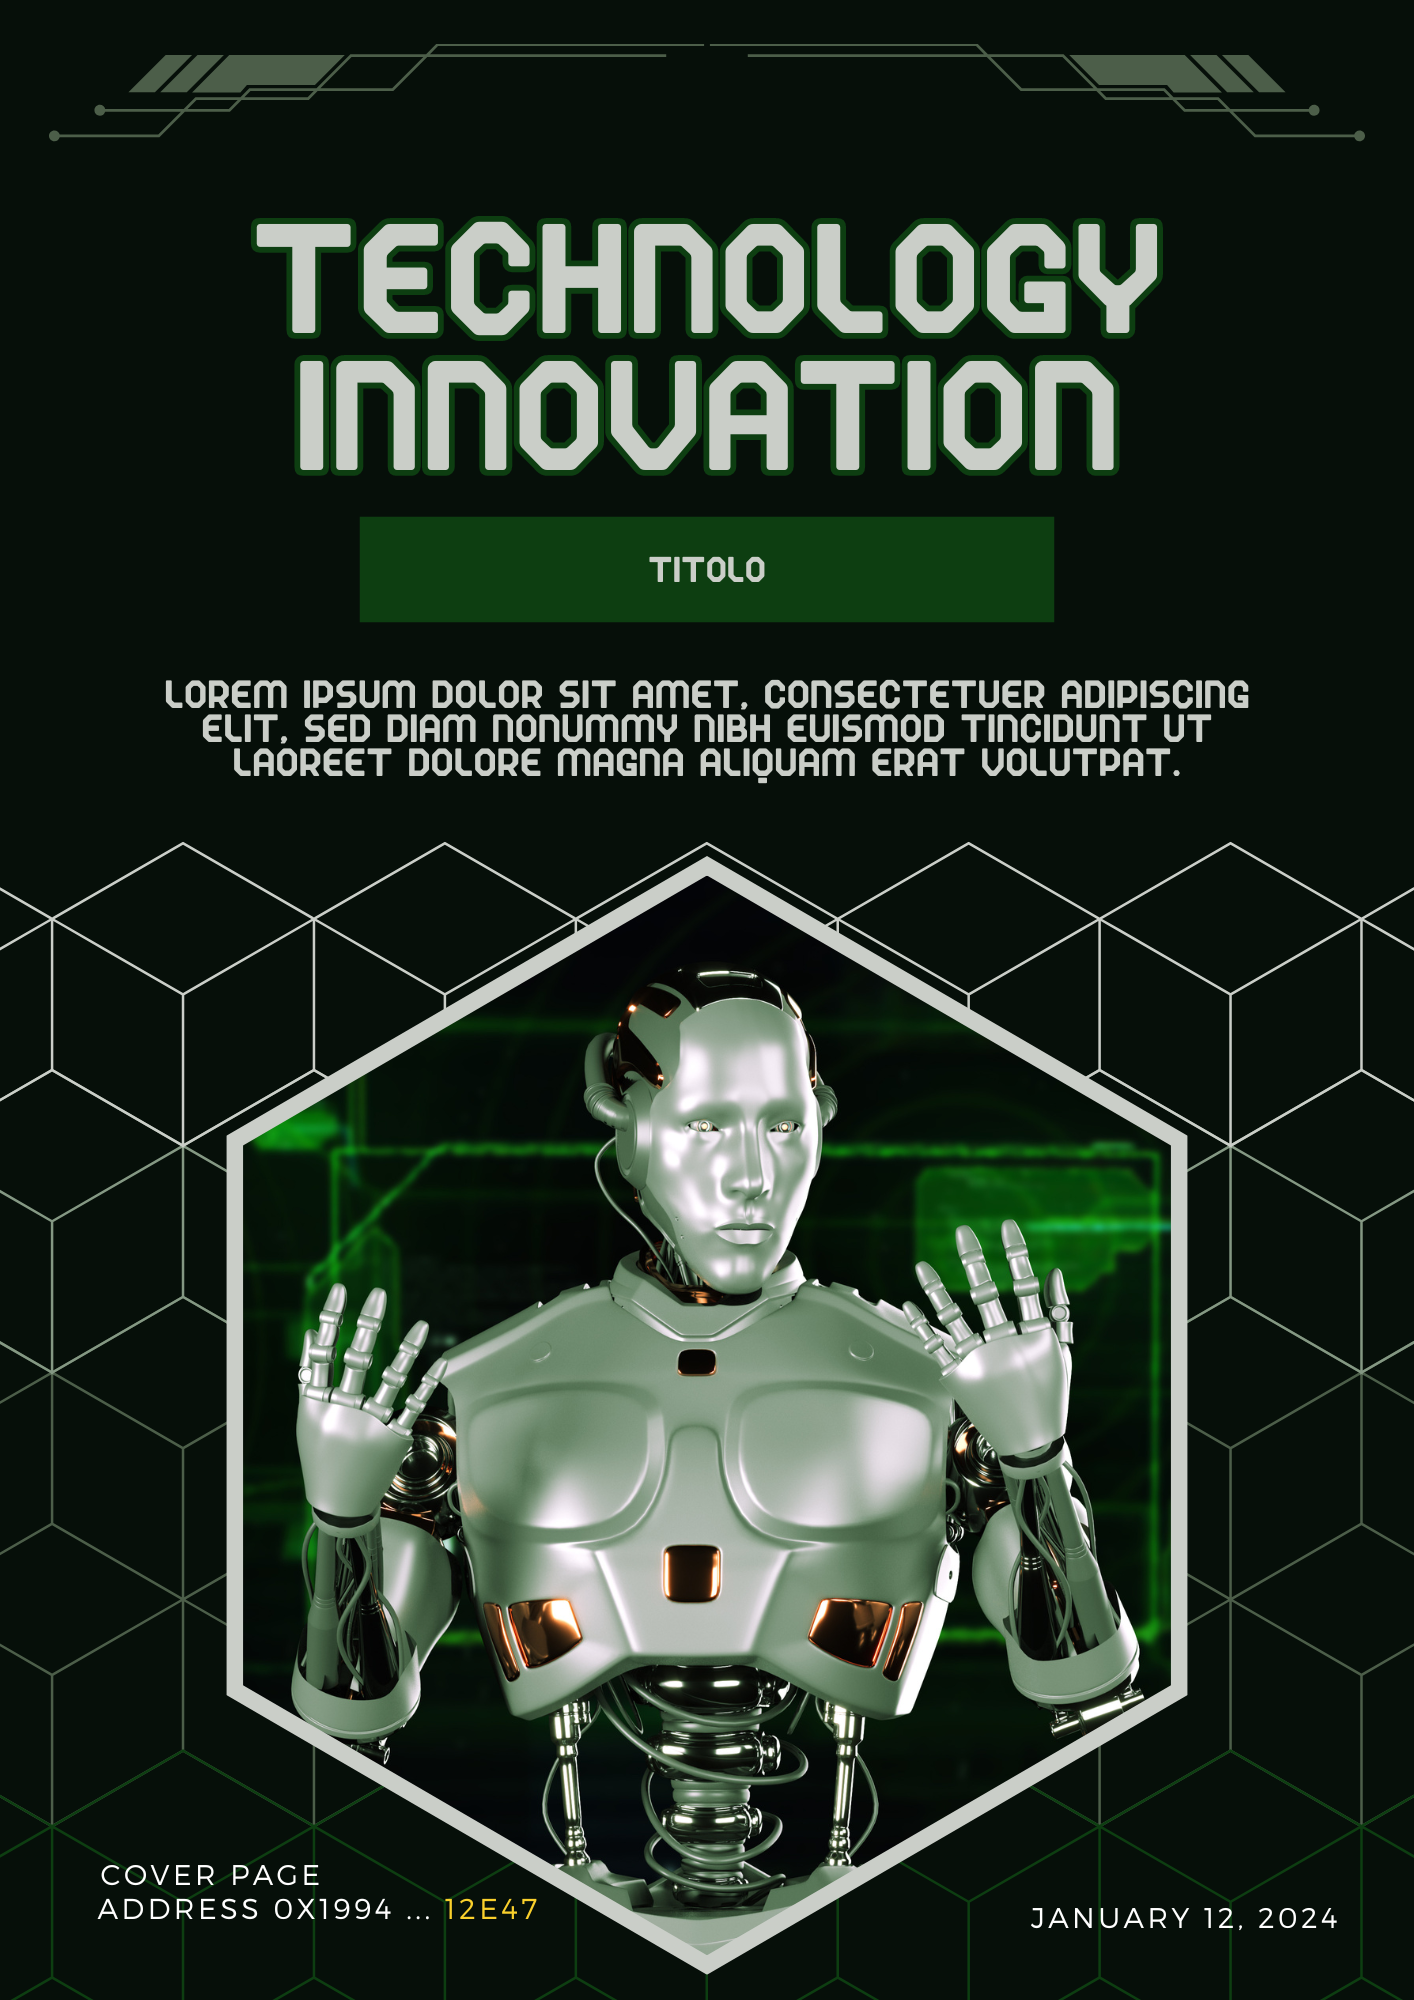 TECHNOLOGY
INNOVATION
TITOLO
LOREM IPSUM DOLOR SIT AMET, CONSECTETUER ADIPISCING
ELIT, SED DIAM NONUMMY NIBH EUISMOD TINCIDUNT UT
LAOREET DOLORE MAGNA ALIQUAM ERAT VOLUTPAT.
COVER PAGE
ADDRESS 0X1994 ... 12E47
JANUARY 12, 2024